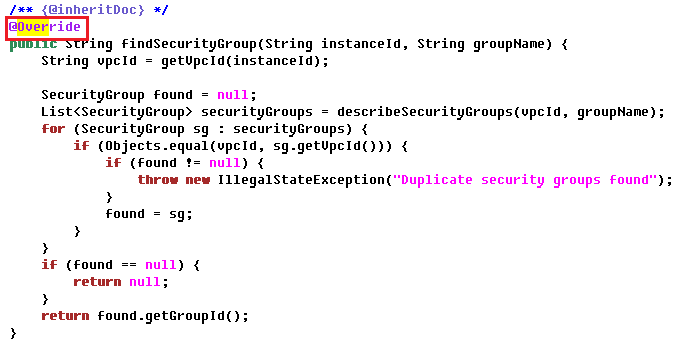 /** {@inheritDoc} */
@Override
public String findSecurityGroup(String instanceId, String groupName) {
    String vpcId = getVpcId(instanceId);

    SecurityGroup found = null;
    List<SecurityGroup> securityGroups = describeSecurityGroups(vpcId, groupName);
    for (SecurityGroup sg : securityGroups) {
        if (Objects.equal(vpcId, sg.getVpcId())) {
            if (found != null) {
                throw new IllegalStateException("Duplicate security groups found");
            }
            found = sg;
        }
    }
    if (found == null) {
        return null;
    }
    return found.getGroupId();
}